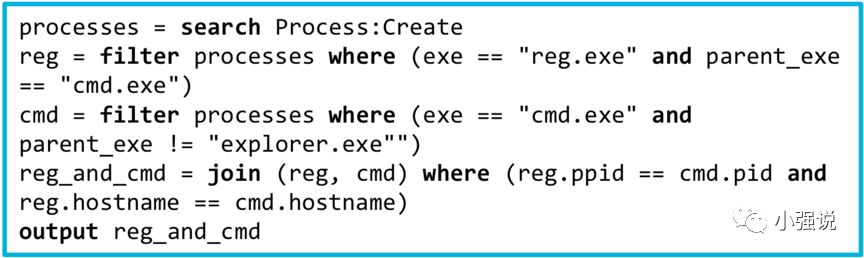 processes = search Process:Create
reg = filter processes where (exe == "reg.exe" and parent_exe
== "cmd.exe")
cmd = filter processes where (exe == "cmd.exe" and
parent_exe != "explorer.exe"")
reg_and_cmd = join (reg, cmd) where (reg.ppid == cmd.pid and
reg.hostname == cmd.hostname)
output reg_and_cmd
小强说